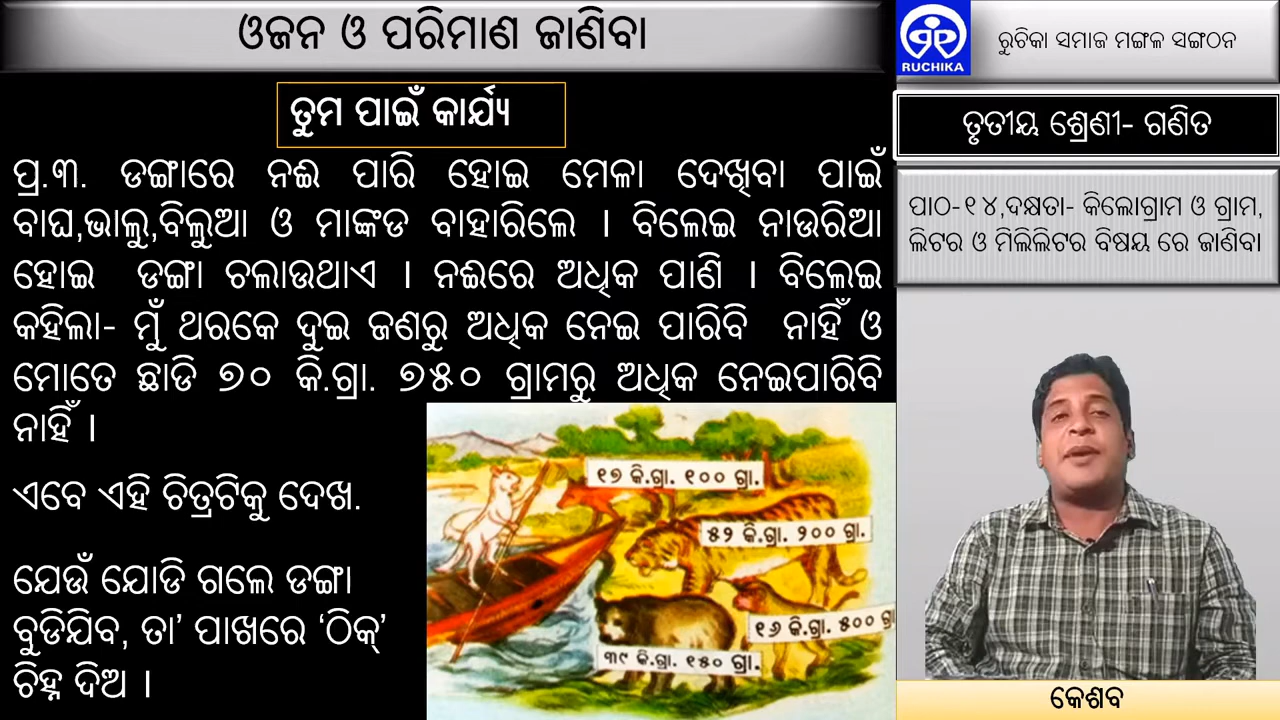 ଓଜନ ଓ ପରିମାଣ ଜାଣିବା
ତୁମ ପାଇଁ କାର୍ଯ୍ୟ
ପ୍ର.୩. ଡଙ୍ଗାରେ ନଈ ପାରି ହୋଇ ମେଳା ଦେଖିବା ପାଇଁ
ବାଘ,ଭାଲୁ,ବିଲୁଆ ଓ ମାଙ୍କଡ ବାହାରିଲେ । ବିଲେଇ ନାଉରିଆ
ହୋଇ ଡଙ୍ଗା ଚଲାଉଥାଏ । ନଈରେ ଅଧିକ ପାଣି । ବିଲେଇ
କହିଲା- ମୁଁ ଥରକେ ଦୁଇ ଜଣରୁ ଅଧିକ ନେଇ ପାରିବି ନାହିଁ ଓ
ମୋତେ ଛାଡି ୭୦ କି.ଗ୍ରା. ୭୫୦ ଗ୍ରାମରୁ ଅଧିକ ନେଇପାରିବି
ନାହିଁ ।
ଏବେ ଏହି ଚିତ୍ରଟିକୁ ଦେଖ.
ଯେଉଁ ଯୋଡି ଗଲେ ଡଙ୍ଗା
ବୁଡିଯିବ, ତା’ ପାଖରେ ‘ଠିକ୍’
ଚିହ୍ନ ଦିଅ ।
୧୭ କି.ଗ୍ରା. ୧୦୦ ଗ୍ରା.
୫୨ କି.ଗ୍ରା. ୨୦୦ ଗ୍ରା.
୧୬ କି.ଗ୍ରା. ୫୦୦ ଗ୍ରା
୩୯ କି.ଗ୍ରା. ୧୫୦ ଗ୍ରା.
RUCHIKA
ରୁଚିକା ସମାଜ ମଙ୍ଗଳ ସଙ୍ଗଠନ
ତୃତୀୟ ଶ୍ରେଣୀ- ଗଣିତ
ପାଠ-୧୪,ଦକ୍ଷତା- କିଲୋଗ୍ରାମ ଓ ଗ୍ରାମ,
ଲିଟର ଓ ମିଲିଲିଟର ବିଷୟ ରେ ଜାଣିବା
କେଶବ